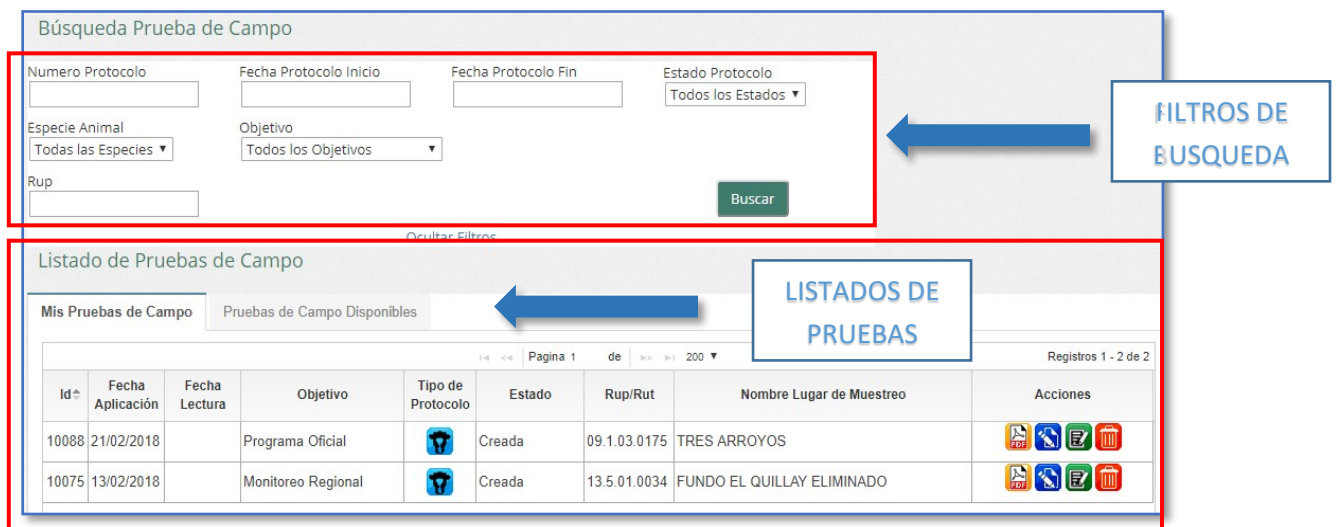 Búsqueda Prueba de Campo
Numero Protocolo Fecha Protocolo Inicio Fecha Protocolo Fin Estado Protocolo
Todos los Estados
Especie Animal Objetivo
Todas las Especies Todos los Objetivos
Rup
Buscar
Ocultar Filtros
FILTROS DE
BUSQUEDA
Listado de Pruebas de Campo
LISTADOS DE
PRUEBAS
Mis Pruebas de Campo Pruebas de Campo Disponibles
Pagina 1 de 200 Registros 1 - 2 de 2
Id Fecha Aplicación Fecha Lectura Objetivo Tipo de Protocolo Estado Rup/Rut Nombre Lugar de Muestreo Acciones
10088 21/02/2018 Programa Oficial Creada 09.1.03.0175 TRES ARROYOS PDF
10075 13/02/2018 Monitoreo Regional Creada 13.5.01.0034 FUNDO EL QUILLAY ELIMINADO PDF